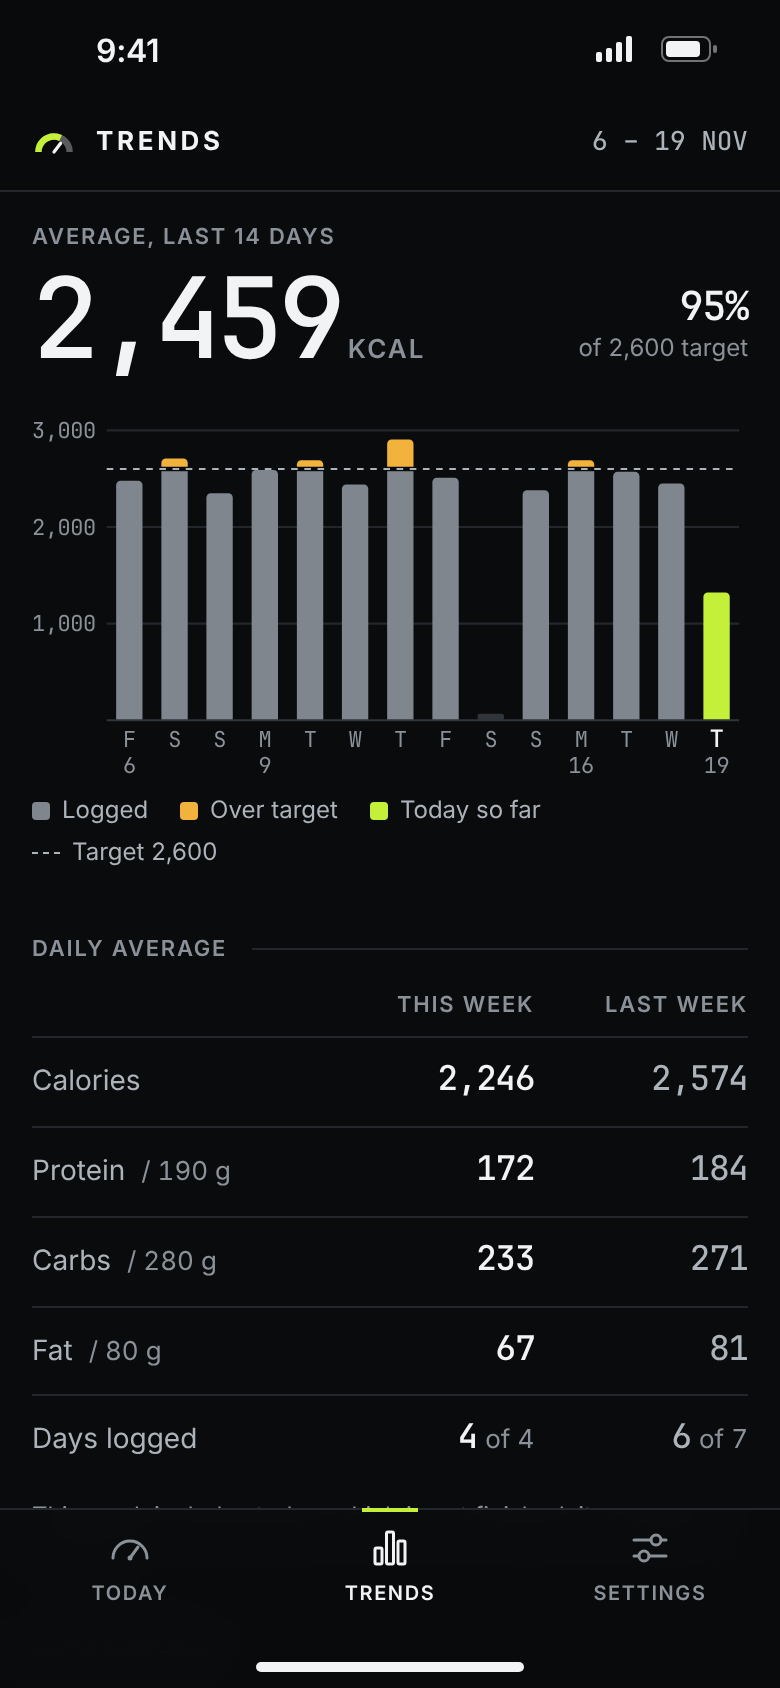 9:41
TRENDS 6 – 19 NOV
AVERAGE, LAST 14 DAYS
2,459 KCAL
95%
of 2,600 target
3,000
2,000
1,000
F S S M T W T F S S M T W T
6 9 16 19
Logged Over target Today so far
Target 2,600
DAILY AVERAGE
THIS WEEK LAST WEEK
Calories 2,246 2,574
Protein / 190 g 172 184
Carbs / 280 g 233 271
Fat / 80 g 67 81
Days logged 4 of 4 6 of 7
TODAY TRENDS SETTINGS